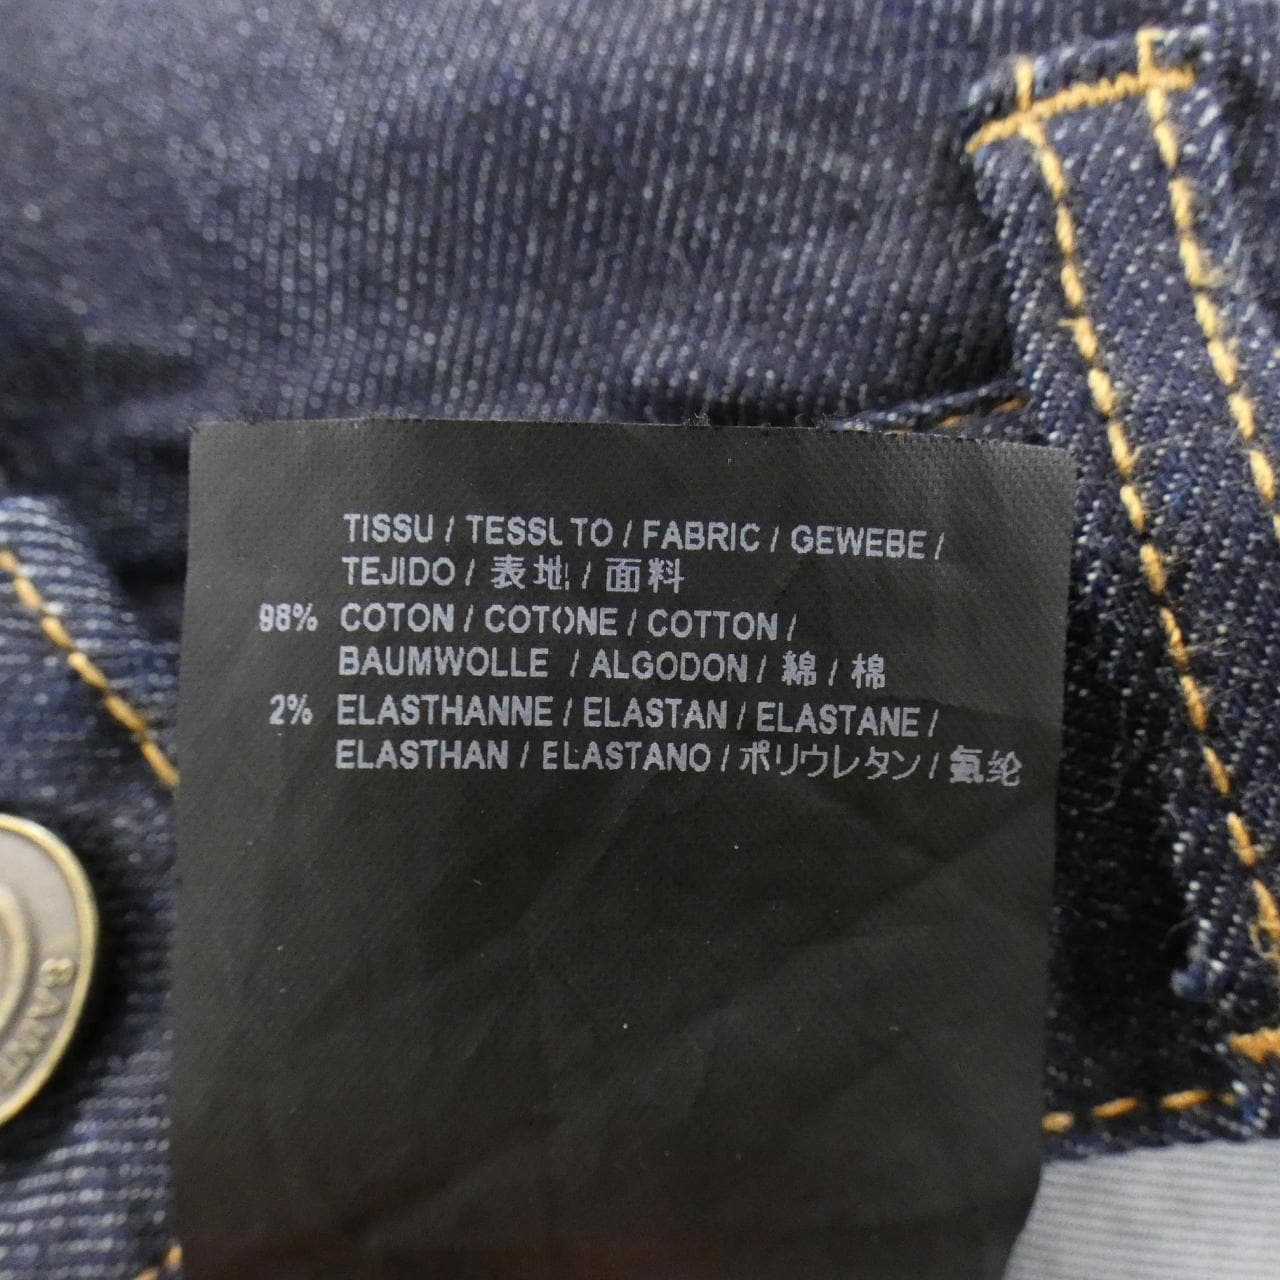 TISSU / TESSUTO / FABRIC / GEWEBE /
TEJIDO / 表地 / 面料
98% COTON / COTONE / COTTON /
BAUMWOLLE / ALGODON / 綿 / 棉
2% ELASTHANNE / ELASTAN / ELASTANE /
ELASTHAN / ELASTANO / ポリウレタン / 氨纶